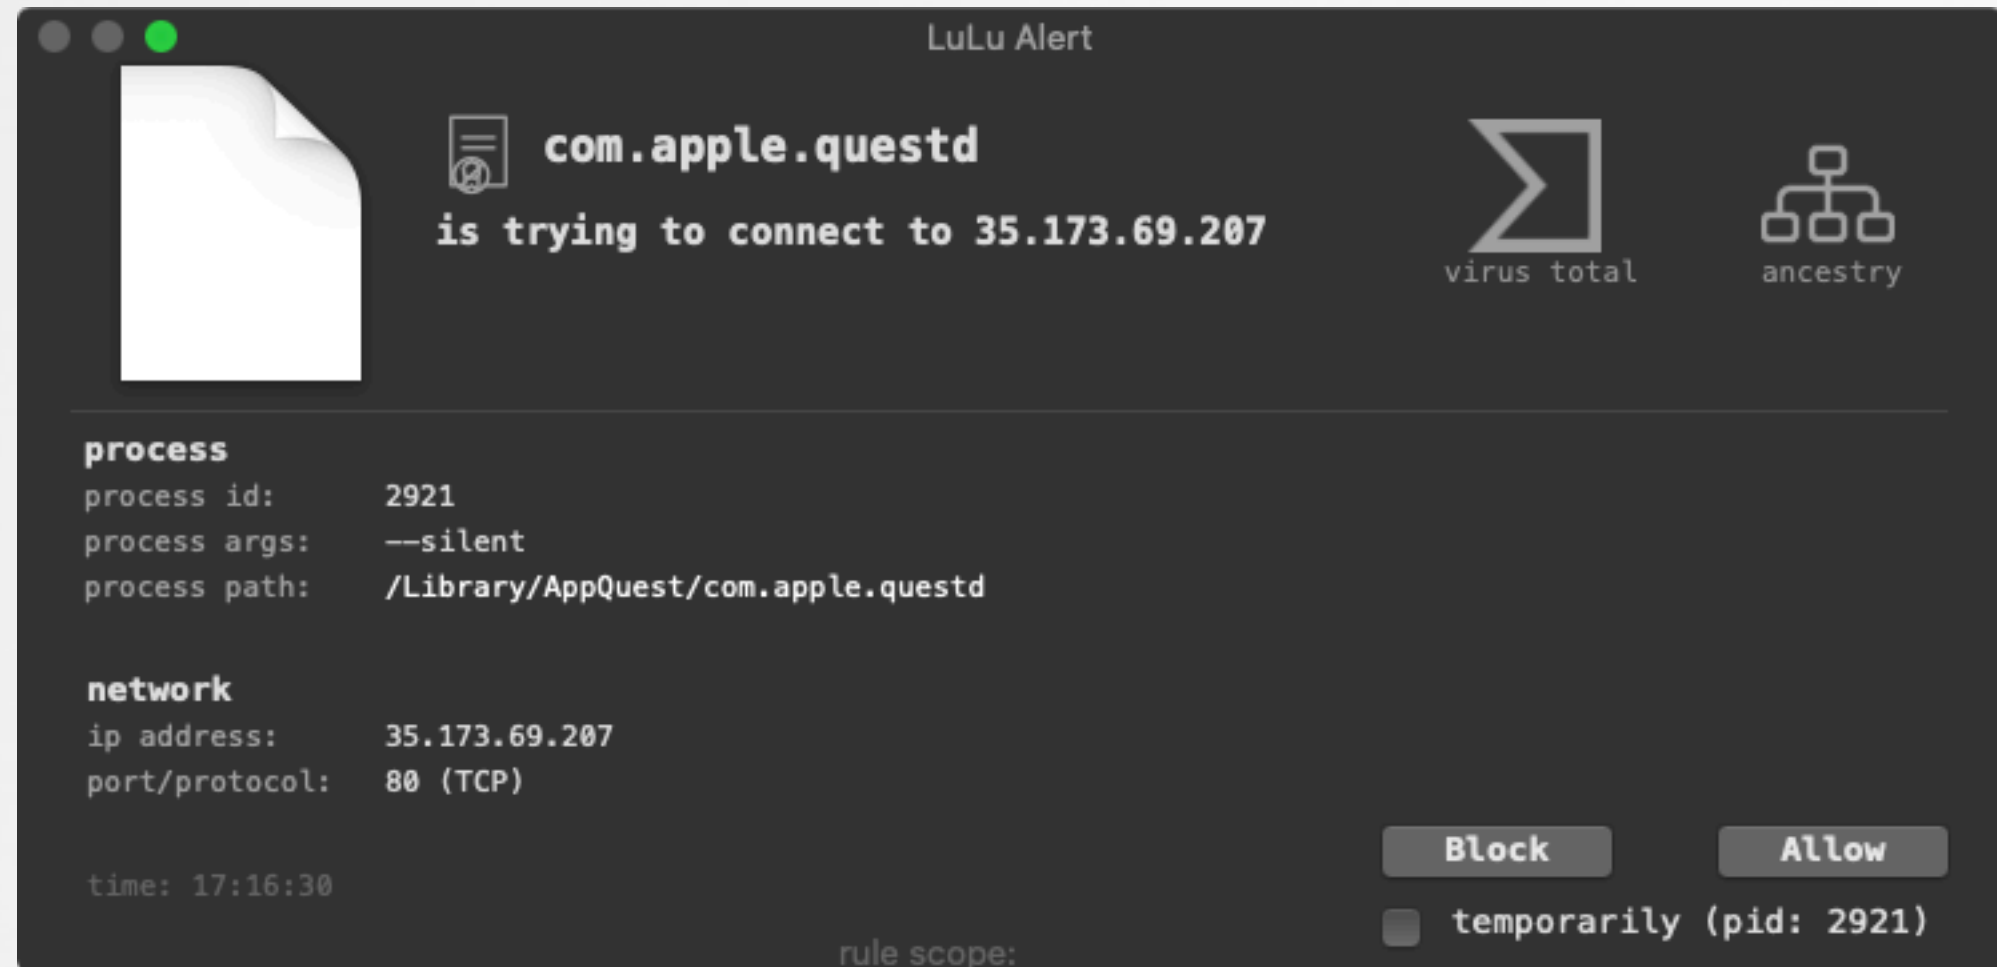 LuLu Alert
com.apple.questd
is trying to connect to 35.173.69.207
virus total
ancestry
process
process id: 2921
process args: —–silent
process path: /Library/AppQuest/com.apple.questd
network
ip address: 35.173.69.207
port/protocol: 80 (TCP)
Block
Allow
time: 17:16:30
temporarily (pid: 2921)
rule scope: